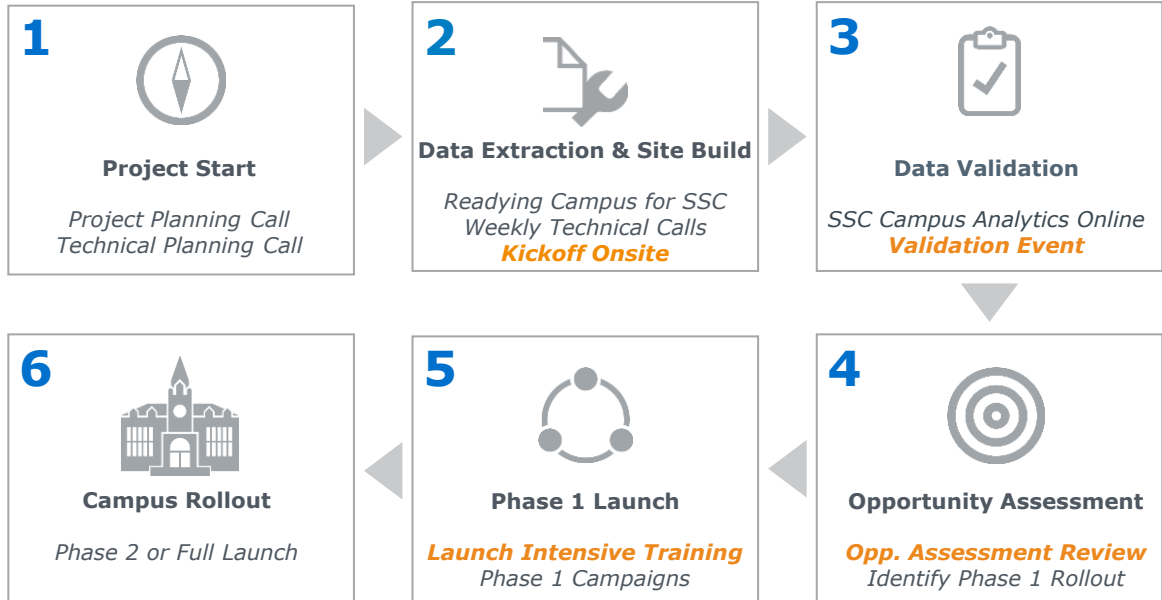 1
Project Start
Project Planning Call
Technical Planning Call
2
Data Extraction & Site Build
Readying Campus for SSC
Weekly Technical Calls
Kickoff Onsite
3
Data Validation
SSC Campus Analytics Online
Validation Event
4
Opportunity Assessment
Opp. Assessment Review
Identify Phase 1 Rollout
5
Phase 1 Launch
Launch Intensive Training
Phase 1 Campaigns
6
Campus Rollout
Phase 2 or Full Launch